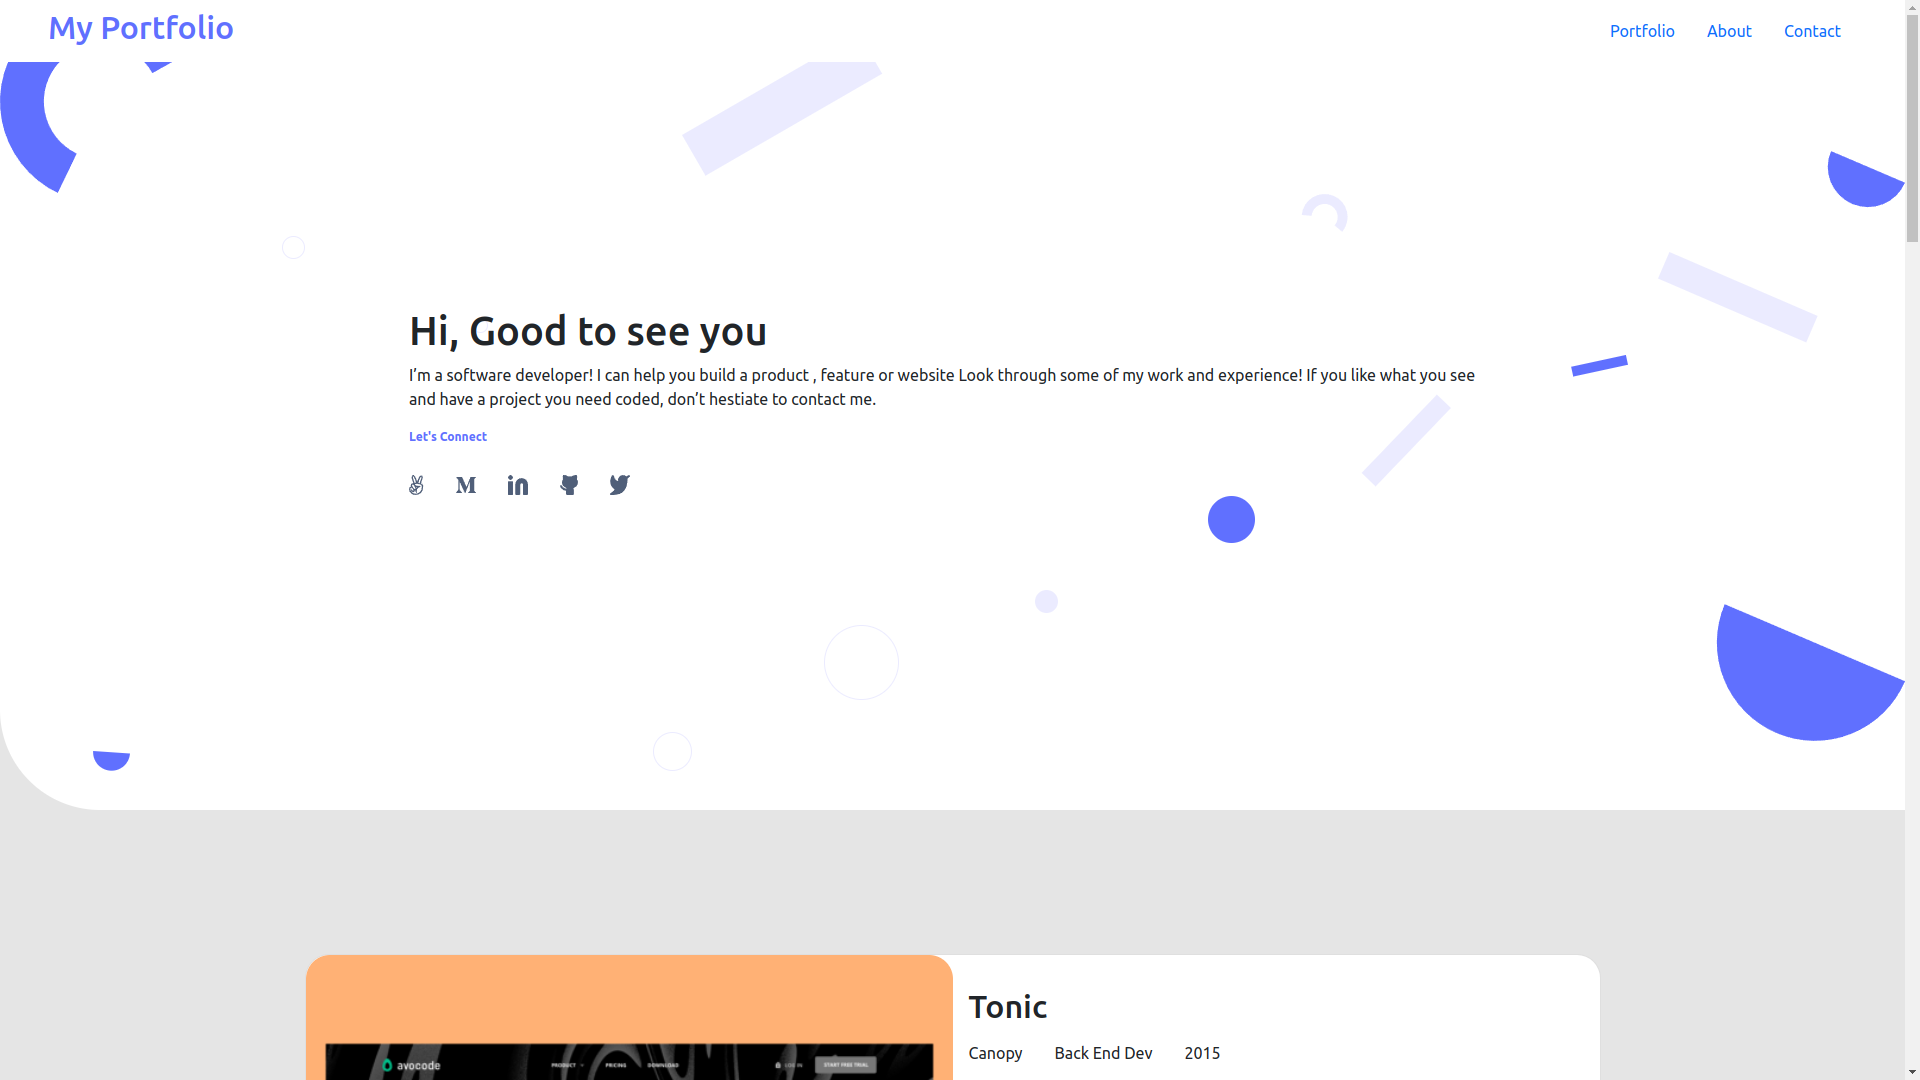 My Portfolio
Portfolio
About
Contact
Hi, Good to see you
I’m a software developer! I can help you build a product , feature or website Look through some of my work and experience! If you like what you see
and have a project you need coded, don’t hestiate to contact me.
Let's Connect
Tonic
Canopy
Back End Dev
2015
avocode
PRODUCT
PRICING
DOWNLOAD
LOG IN
START FREE TRIAL